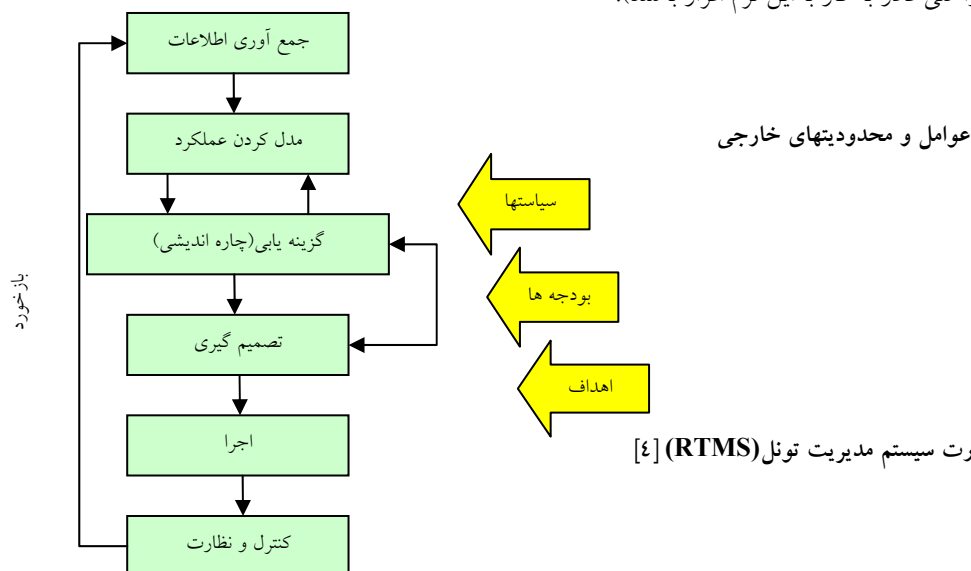 جمع آوری اطلاعات
عوامل و محدودیتهای خارجی
مدل کردن عملکرد
سیاستها
گزینه یابی(چاره اندیشی)
بازخورد
بودجه ها
تصمیم گیری
اهداف
اجرا
سیستم مدیریت تونل(RTMS) [٤]
کنترل و نظارت